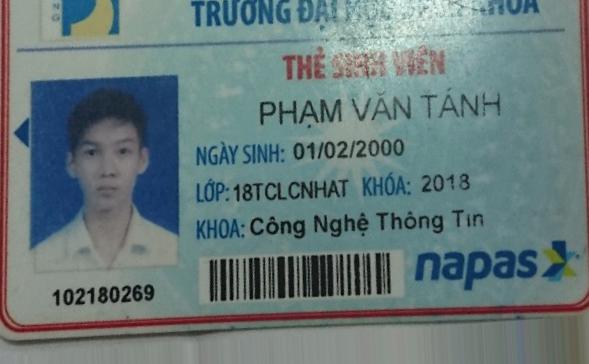 TRƯỜNG ĐẠI HỌC BÁCH KHOA
THẺ SINH VIÊN
PHẠM VĂN TÁNH
NGÀY SINH: 01/02/2000
LỚP:18TCLCNHAT KHÓA: 2018
KHOA: Công Nghệ Thông Tin
napas
102180269